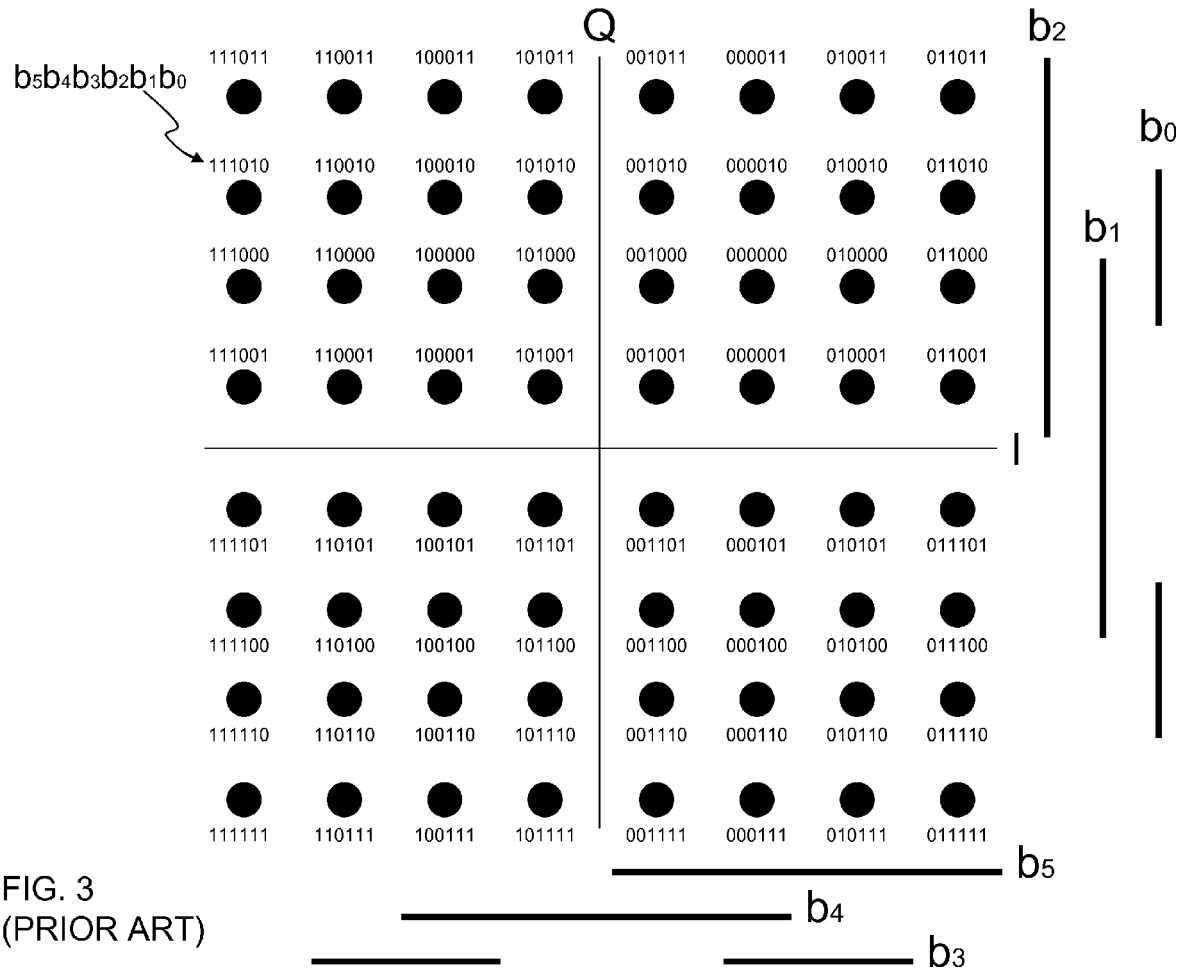 Q
b2
111011 110011 100011 101011 001011 000011 010011 011011
b5b4b3b2b1b0
b0
111010 110010 100010 101010 001010 000010 010010 011010
b1
111000 110000 100000 101000 001000 000000 010000 011000
111001 110001 100001 101001 001001 000001 010001 011001
I
111101 110101 100101 101101 001101 000101 010101 011101
111100 110100 100100 101100 001100 000100 010100 011100
111110 110110 100110 101110 001110 000110 010110 011110
111111 110111 100111 101111 001111 000111 010111 011111
b5
FIG. 3
b4
(PRIOR ART)
b3